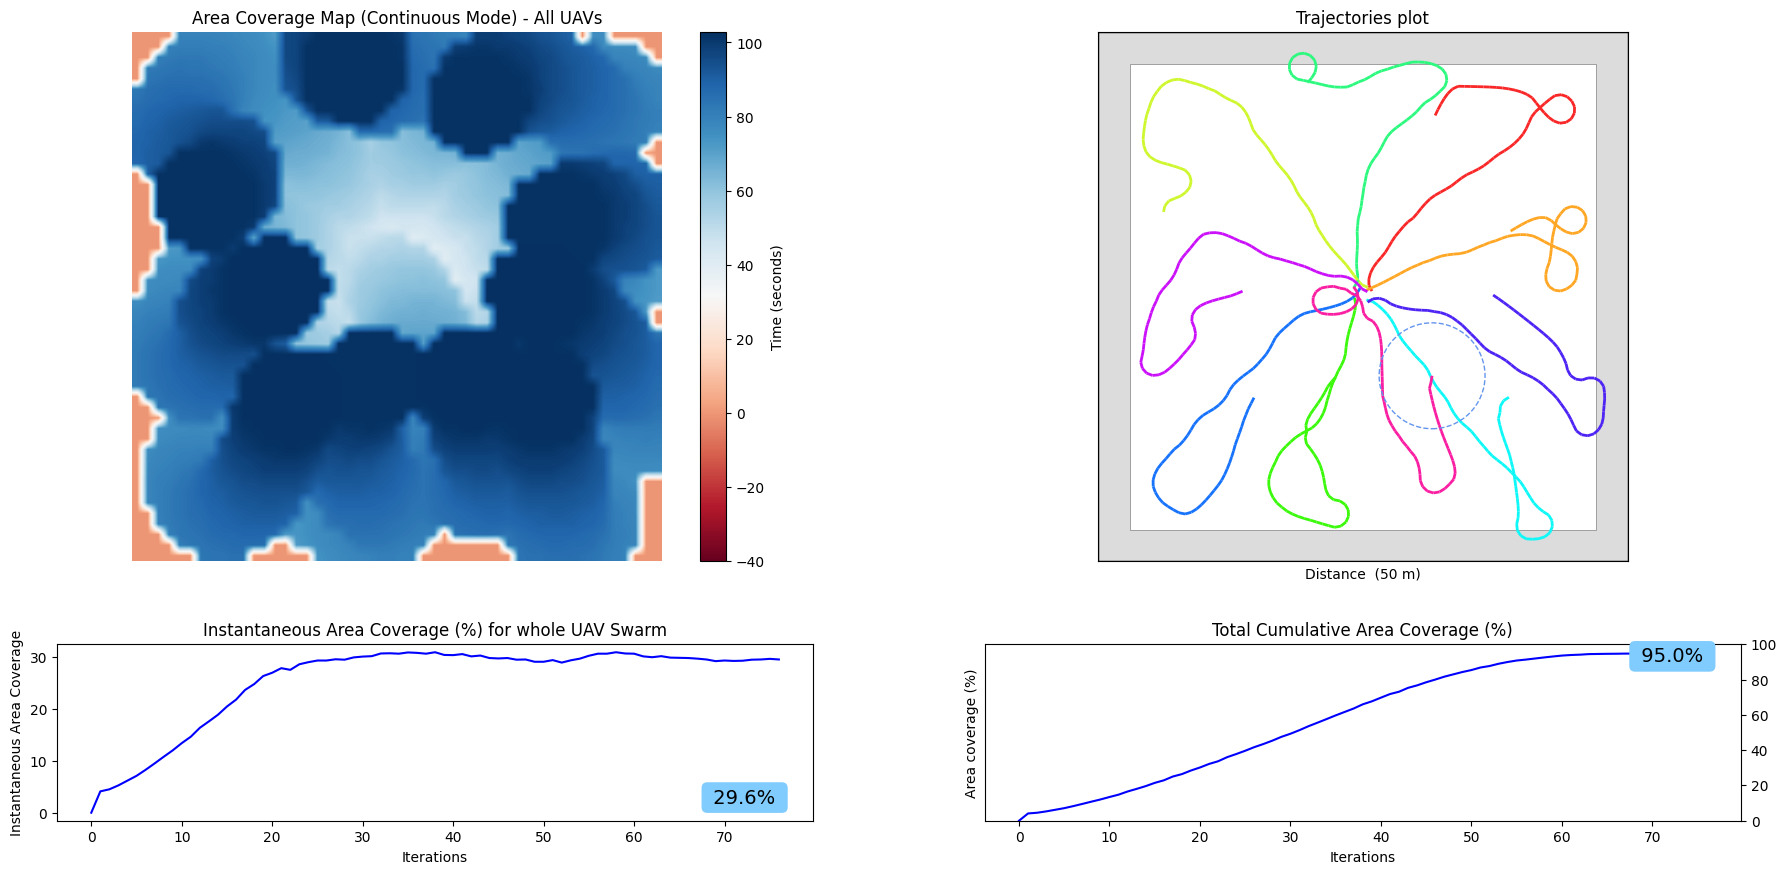 Area Coverage Map (Continuous Mode) - All UAVs
100
80
60
40
20
0
−20
−40
Time (seconds)
Trajectories plot
Distance  (50 m)
Instantaneous Area Coverage (%) for whole UAV Swarm
Instantaneous Area Coverage
30
20
10
0
29.6%
0 10 20 30 40 50 60 70
Iterations
Total Cumulative Area Coverage (%)
Area coverage (%)
95.0%
100
80
60
40
20
0
0 10 20 30 40 50 60 70
Iterations